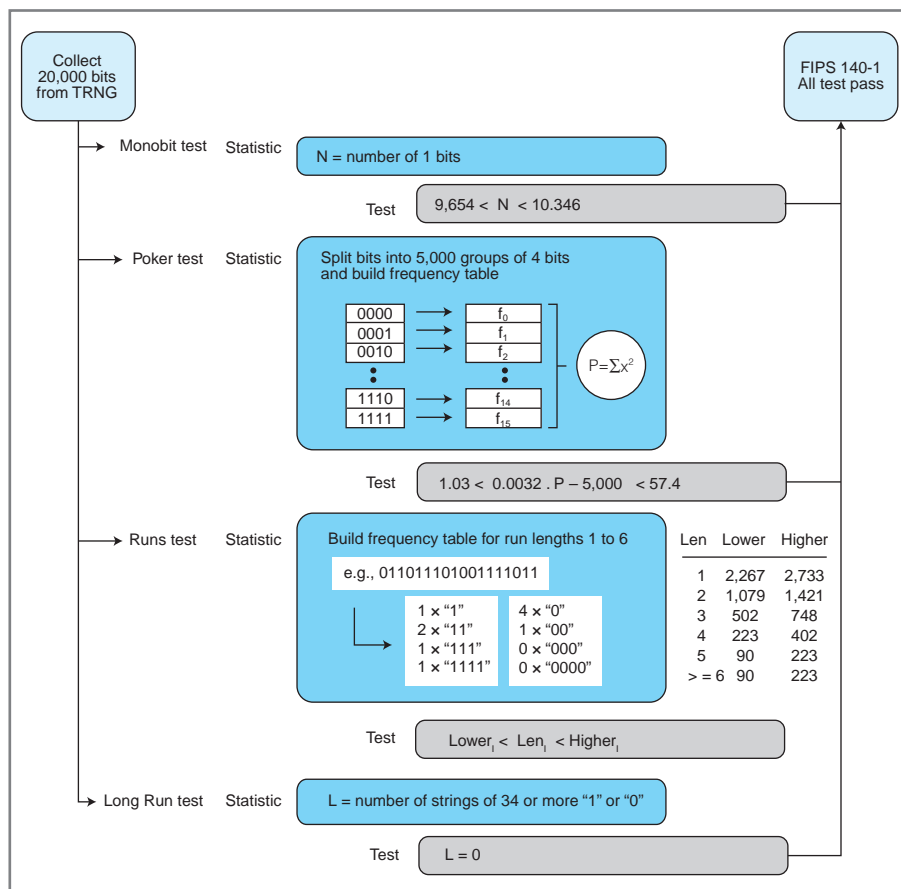 Collect
20,000 bits
from TRNG
FIPS 140-1
All test pass
Monobit test Statistic N = number of 1 bits
Test 9,654 < N < 10.346
Poker test Statistic Split bits into 5,000 groups of 4 bits
and build frequency table
0000 f0
0001 f1
0010 f2
P=Σx²
1110 f14
1111 f15
Test 1.03 < 0.0032 . P – 5,000 < 57.4
Runs test Statistic Build frequency table for run lengths 1 to 6
e.g., 011011101001111011
1 × “1” 4 × “0”
2 × “11” 1 × “00”
1 × “111” 0 × “000”
1 × “1111” 0 × “0000”
Len Lower Higher
1 2,267 2,733
2 1,079 1,421
3 502 748
4 223 402
5 90 223
> = 6 90 223
Test Lowerl < Lenl < Higherl
Long Run test Statistic L = number of strings of 34 or more “1” or “0”
Test L = 0